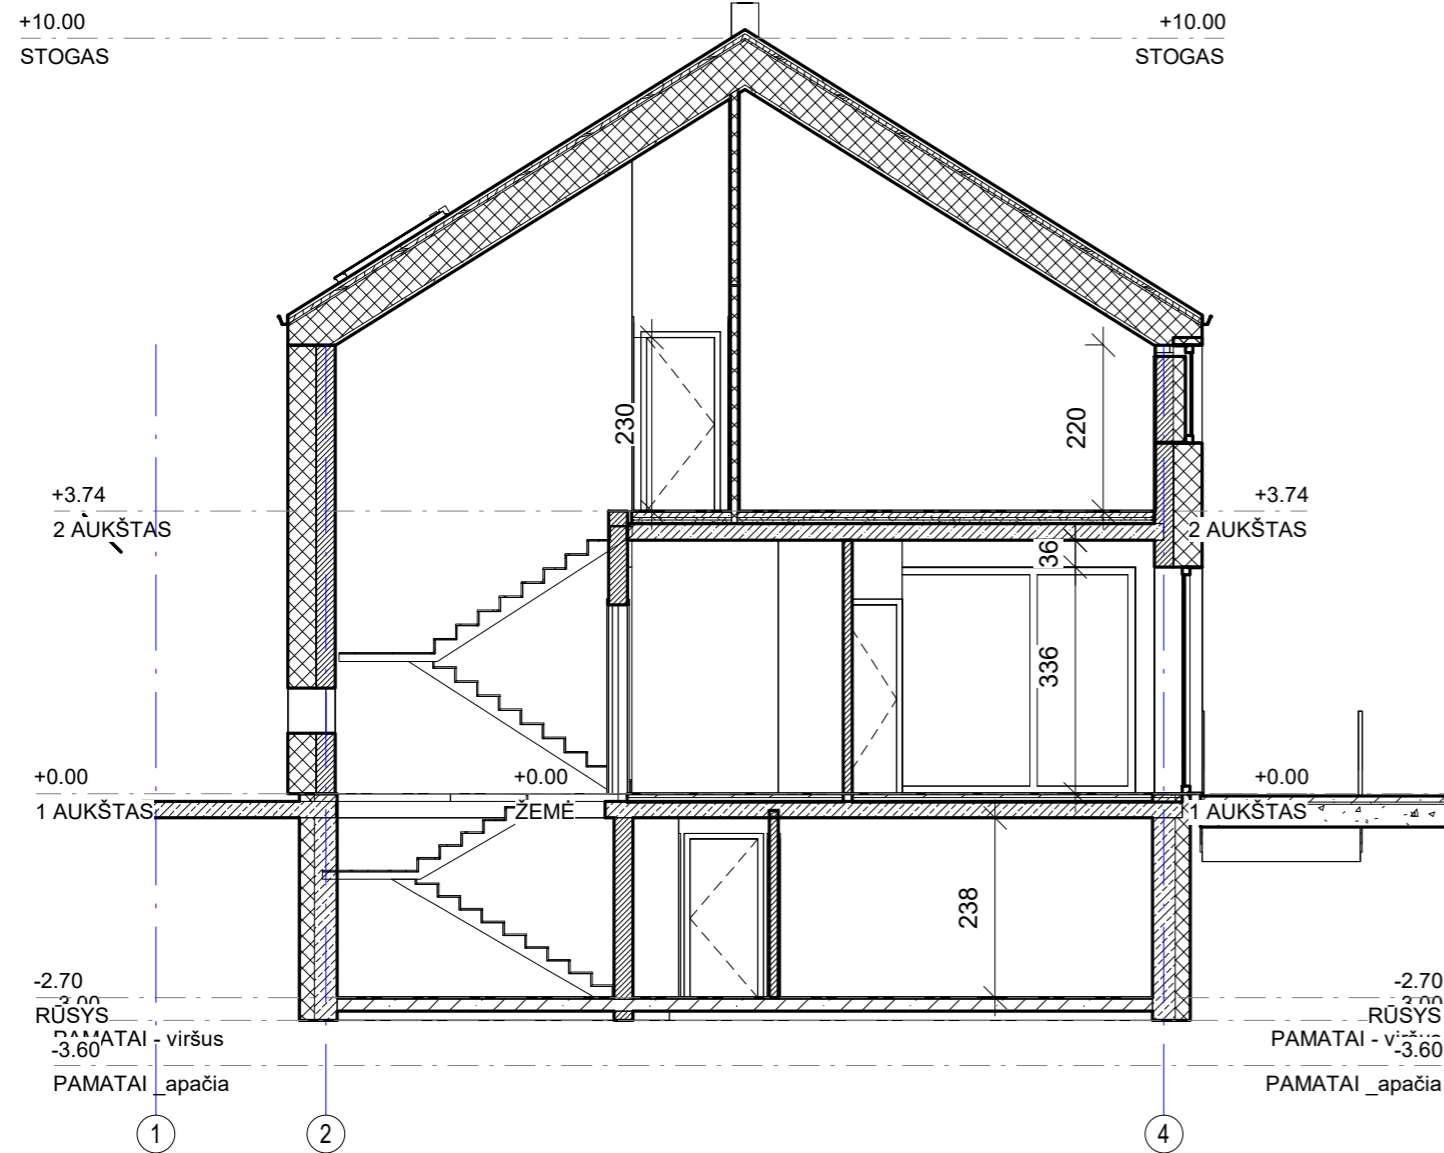 +10.00
+10.00
STOGAS
STOGAS
230
220
+3.74
+3.74
2 AUKŠTAS
2 AUKŠTAS
36
336
+0.00
+0.00
+0.00
1 AUKŠTAS
ŽEMĖ
1 AUKŠTAS
238
-2.70
-2.70
-3.00
-3.00
RŪSYS
RŪSYS
PAMATAI - viršus
PAMATAI - viršus
-3.60
-3.60
PAMATAI _apačia
PAMATAI _apačia
1
2
4